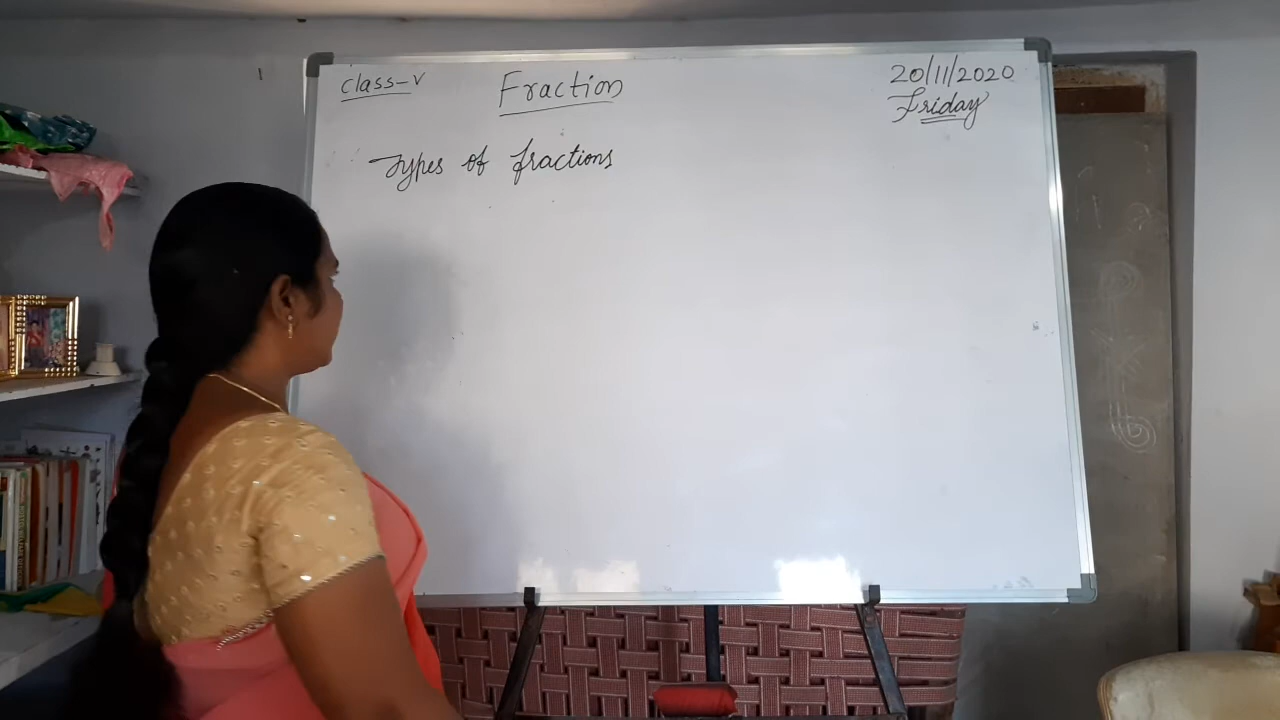 class-V
Fraction
20/11/2020
Friday
Types of fractions